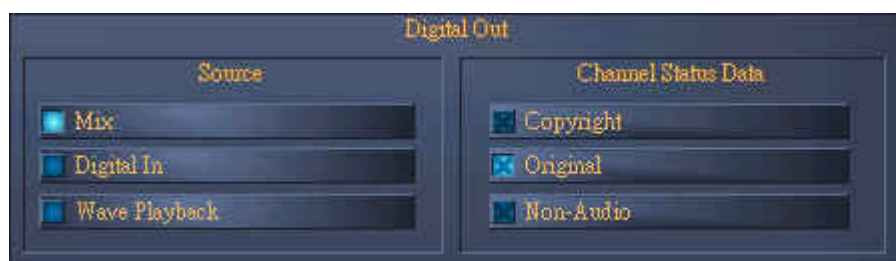 Digital Out
Source
Mix
Digital In
Wave Playback
Channel Status Data
Copyright
Original
Non-Audio